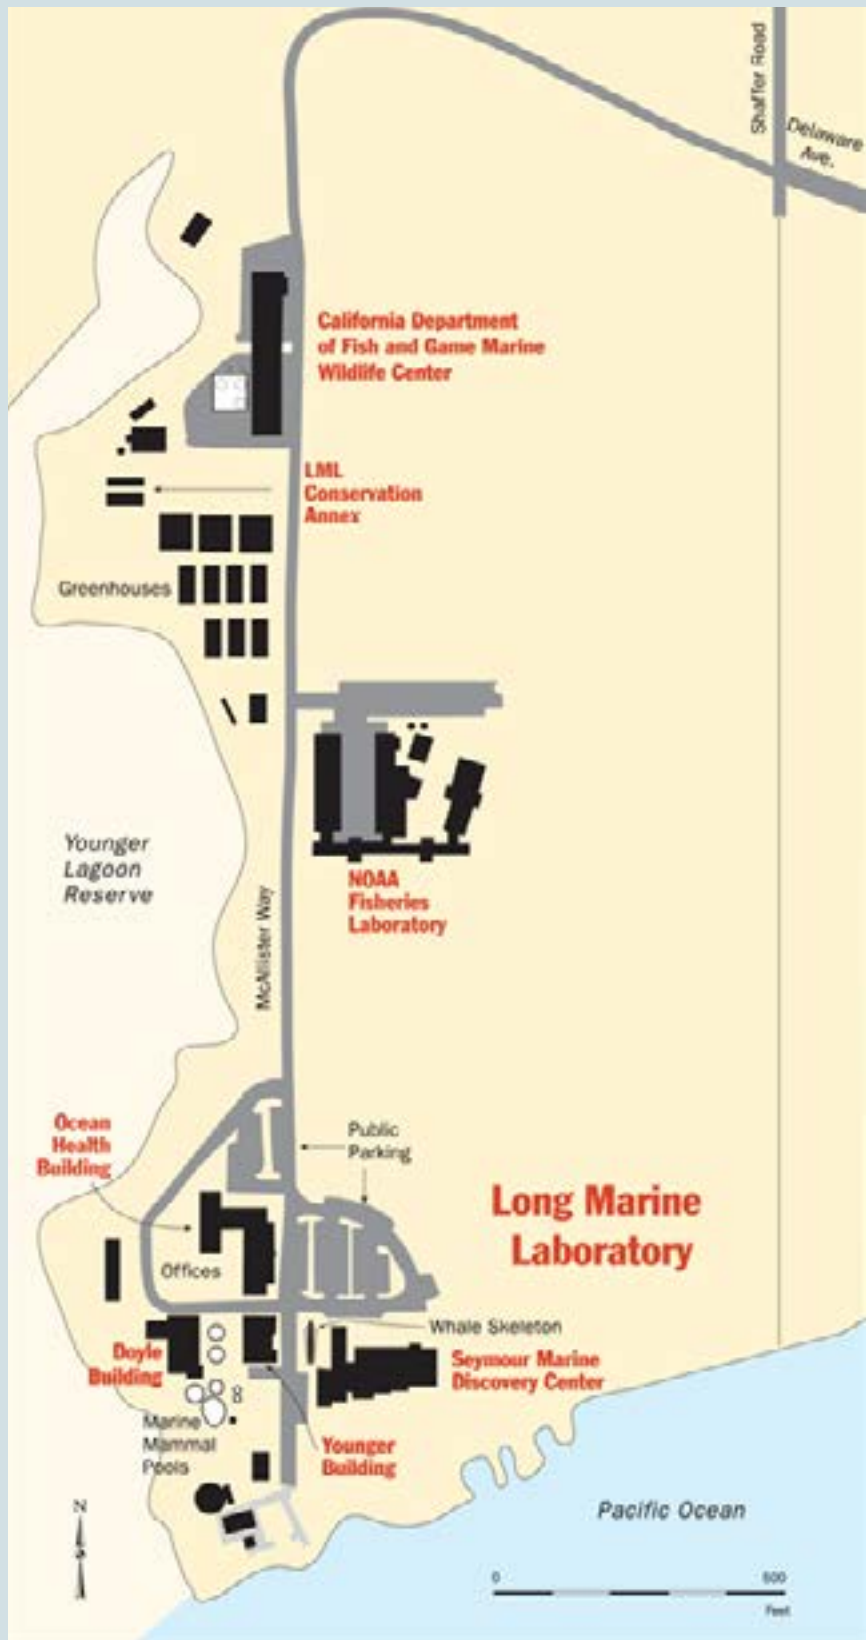 Shaffer Road
Delaware
Ave.
California Department
of Fish and Game Marine
Wildlife Center
LML
Conservation
Annex
Greenhouses
Younger
Lagoon
Reserve
NOAA
Fisheries
Laboratory
McAllister Way
Ocean
Health
Building
Public
Parking
Long Marine
Laboratory
Offices
Whale Skeleton
Doyle
Building
Seymour Marine
Discovery Center
Marine
Mammal
Pools
Younger
Building
N
S
Pacific Ocean
0 500
Feet